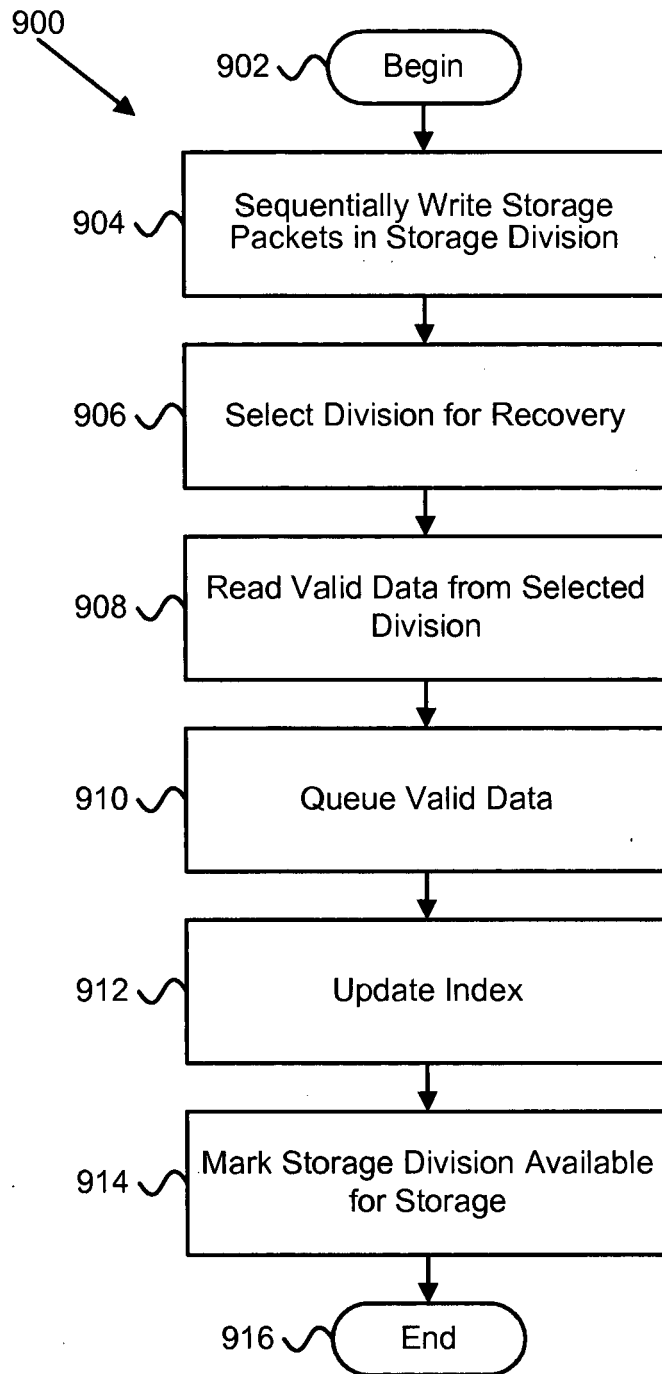 900
902
Begin
904
Sequentially Write Storage
Packets in Storage Division
906
Select Division for Recovery
908
Read Valid Data from Selected
Division
910
Queue Valid Data
912
Update Index
914
Mark Storage Division Available
for Storage
916
End